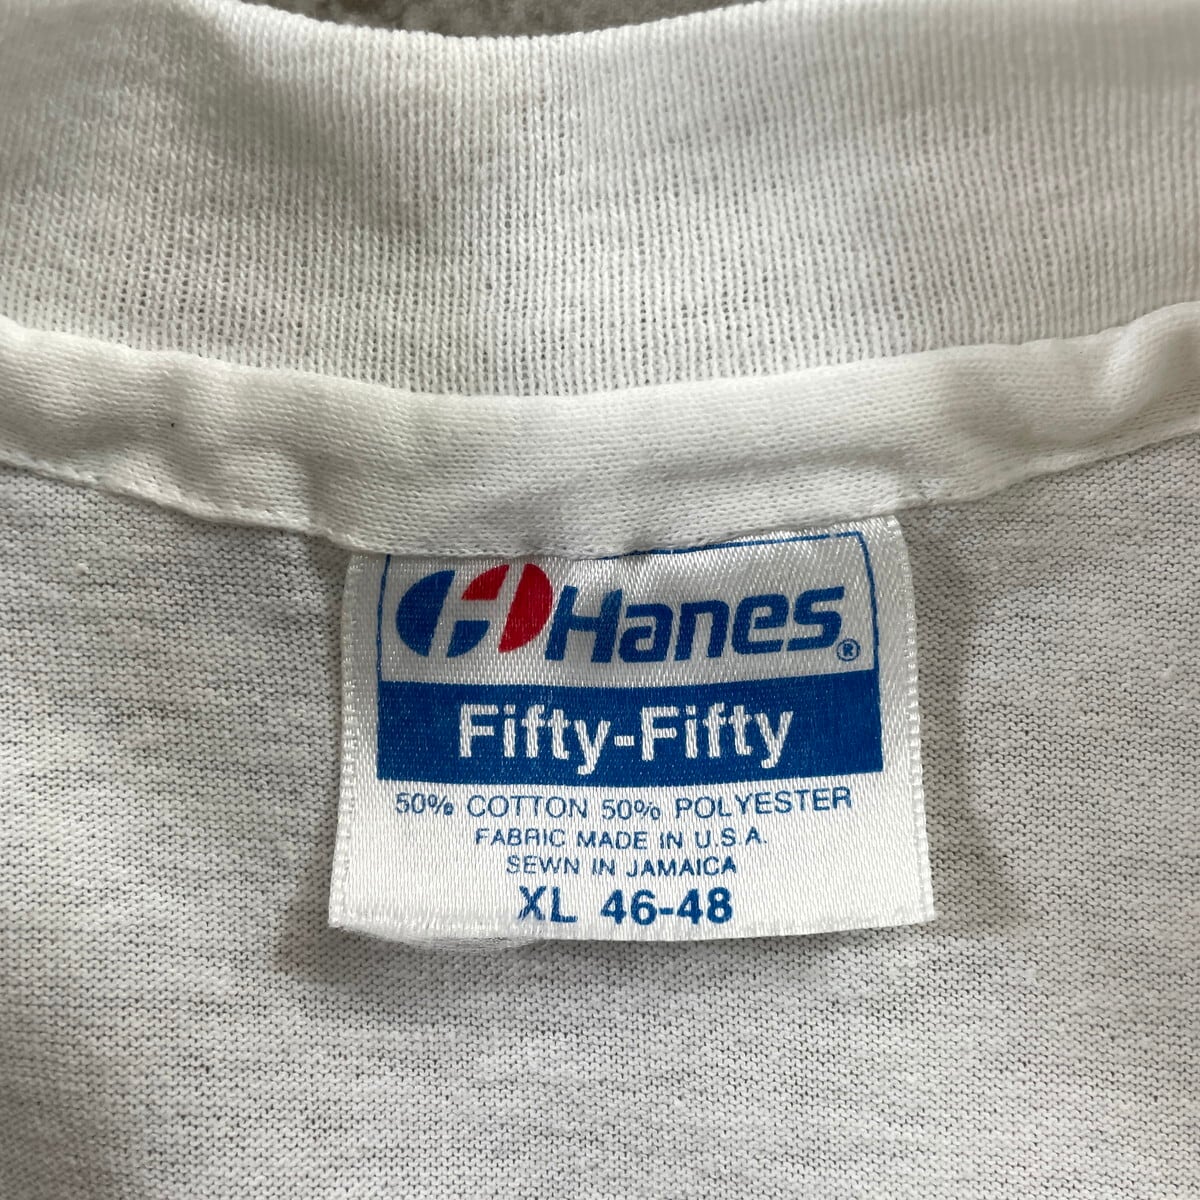 Hanes®
Fifty-Fifty
50% COTTON 50% POLYESTER
FABRIC MADE IN U.S.A.
SEWN IN JAMAICA
XL 46-48